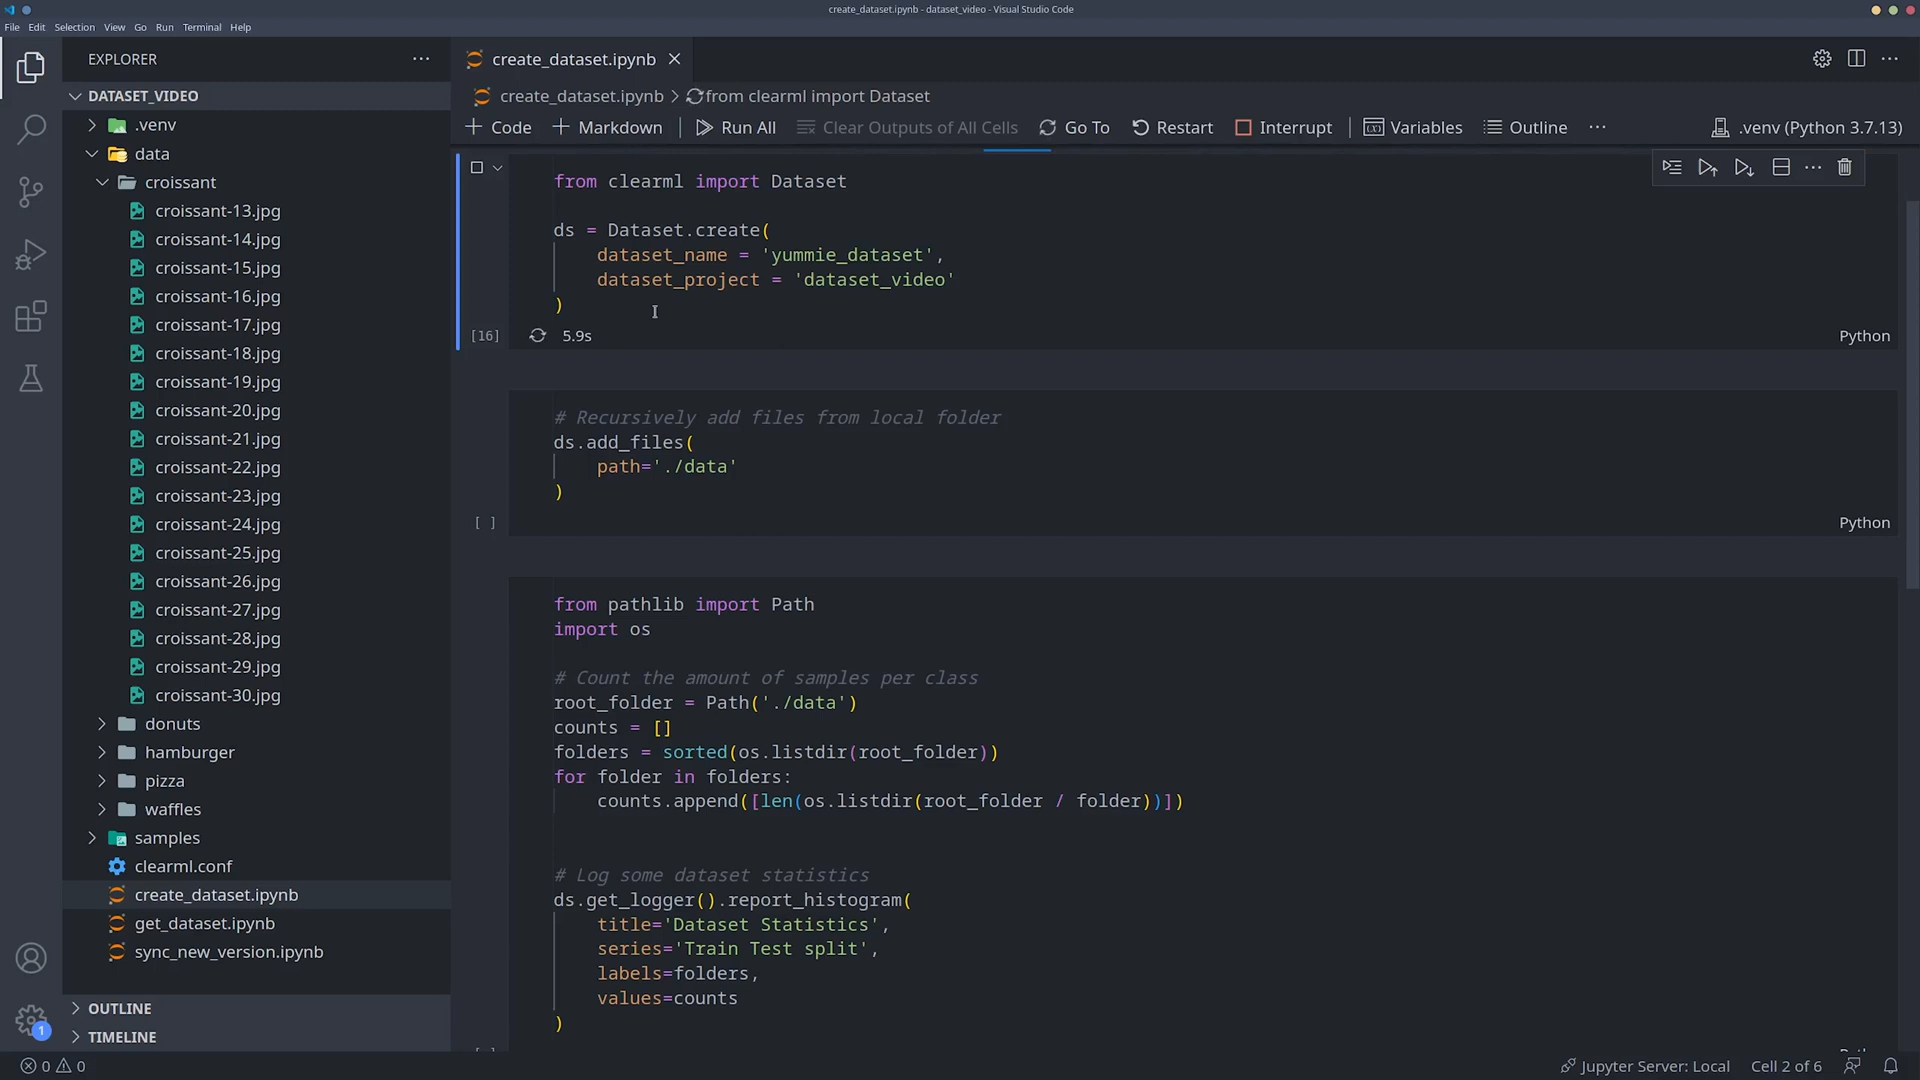 create_dataset.ipynb - dataset_video - Visual Studio Code
File Edit Selection View Go Run Terminal Help
EXPLORER
DATASET_VIDEO
.venv
data
croissant
croissant-13.jpg
croissant-14.jpg
croissant-15.jpg
croissant-16.jpg
croissant-17.jpg
croissant-18.jpg
croissant-19.jpg
croissant-20.jpg
croissant-21.jpg
croissant-22.jpg
croissant-23.jpg
croissant-24.jpg
croissant-25.jpg
croissant-26.jpg
croissant-27.jpg
croissant-28.jpg
croissant-29.jpg
croissant-30.jpg
donuts
hamburger
pizza
waffles
samples
clearml.conf
create_dataset.ipynb
get_dataset.ipynb
sync_new_version.ipynb
OUTLINE
TIMELINE
1
create_dataset.ipynb
create_dataset.ipynb > from clearml import Dataset
+ Code + Markdown Run All Clear Outputs of All Cells Go To Restart Interrupt Variables Outline ... .venv (Python 3.7.13)
from clearml import Dataset
ds = Dataset.create(
dataset_name = 'yummie_dataset',
dataset_project = 'dataset_video'
)
[16] 5.9s Python
# Recursively add files from local folder
ds.add_files(
path='./data'
)
[ ] Python
from pathlib import Path
import os
# Count the amount of samples per class
root_folder = Path('./data')
counts = []
folders = sorted(os.listdir(root_folder))
for folder in folders:
counts.append([len(os.listdir(root_folder / folder))])
# Log some dataset statistics
ds.get_logger().report_histogram(
title='Dataset Statistics',
series='Train Test split',
labels=folders,
values=counts
)
0 0 Jupyter Server: Local Cell 2 of 6